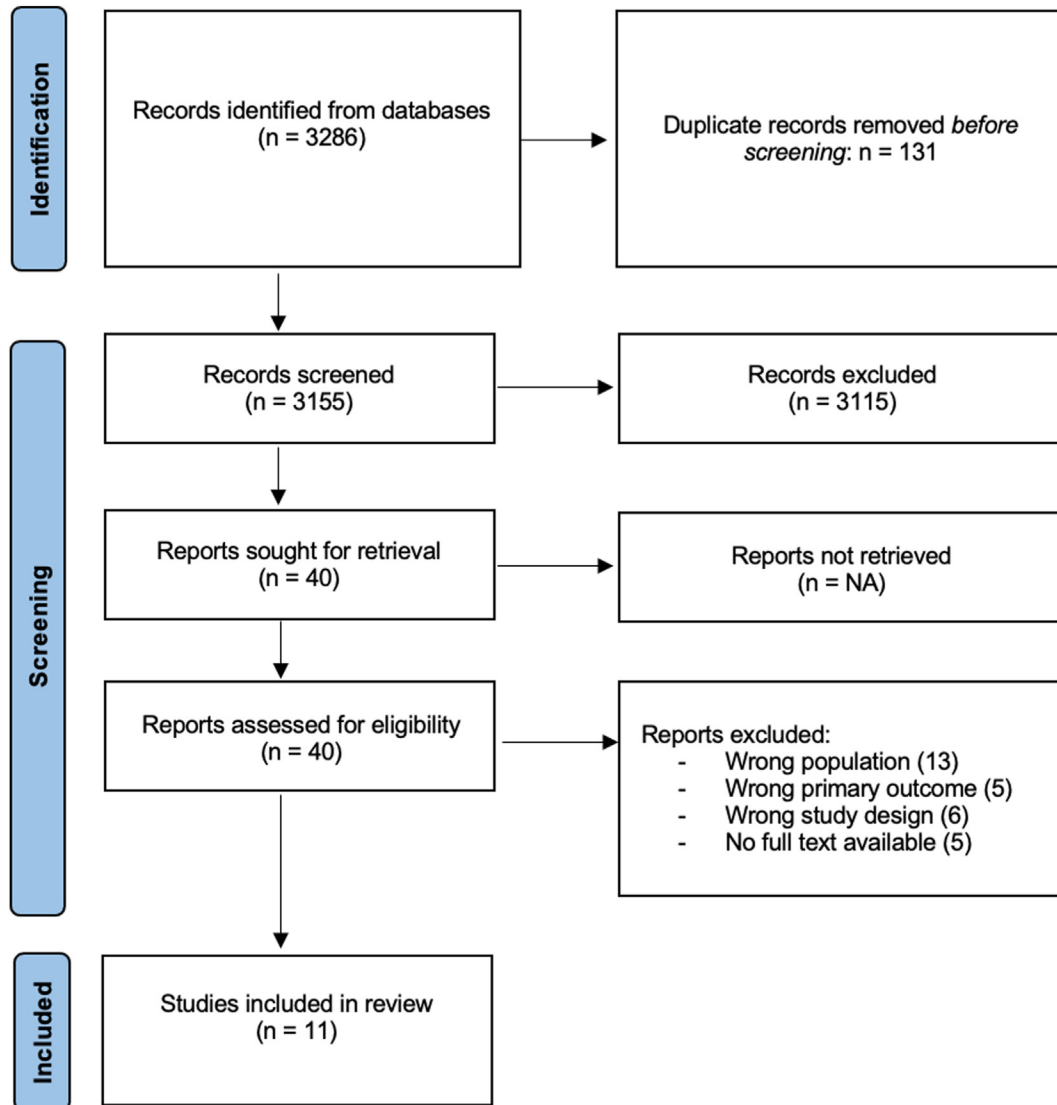 Identification
Records identified from databases
(n = 3286)
Duplicate records removed before
screening: n = 131
Screening
Records screened
(n = 3155)
Records excluded
(n = 3115)
Reports sought for retrieval
(n = 40)
Reports not retrieved
(n = NA)
Reports assessed for eligibility
(n = 40)
Reports excluded:
- Wrong population (13)
- Wrong primary outcome (5)
- Wrong study design (6)
- No full text available (5)
Included
Studies included in review
(n = 11)